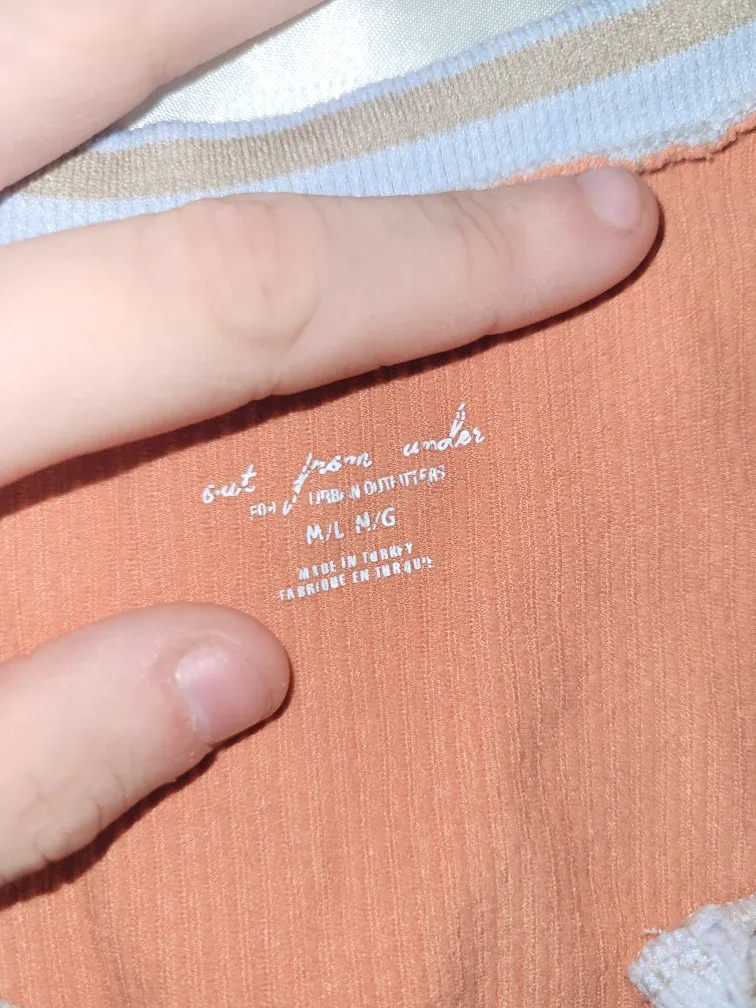 out from under
FOR URBAN OUTFITTERS
M/L M/G
MADE IN TURKEY
FABRIQUÉ EN TURQUIE